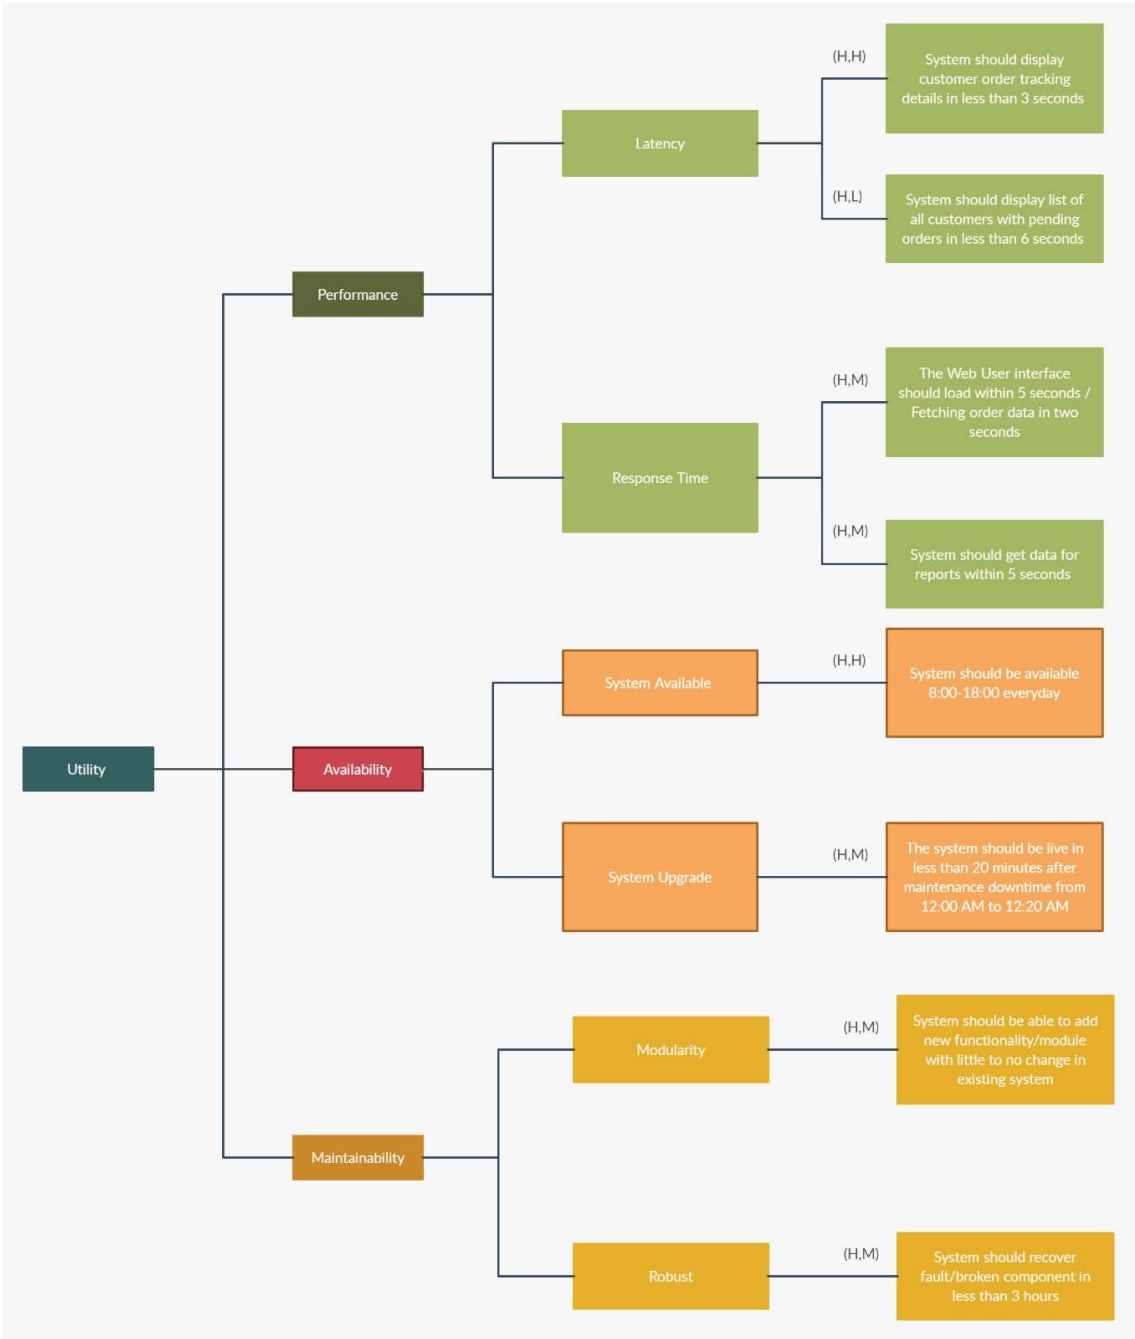 (H,H)
System should display
customer order tracking
details in less than 3 seconds
Latency
(H,L)
System should display list of
all customers with pending
orders in less than 6 seconds
Performance
(H,M)
The Web User interface
should load within 5 seconds /
Fetching order data in two
seconds
Response Time
(H,M)
System should get data for
reports within 5 seconds
System Available
(H,H)
System should be available
8:00-18:00 everyday
Utility
Availability
System Upgrade
(H,M)
The system should be live in
less than 20 minutes after
maintenance downtime from
12:00 AM to 12:20 AM
Modularity
(H,M)
System should be able to add
new functionality/module
with little to no change in
existing system
Maintainability
Robust
(H,M)
System should recover
fault/broken component in
less than 3 hours